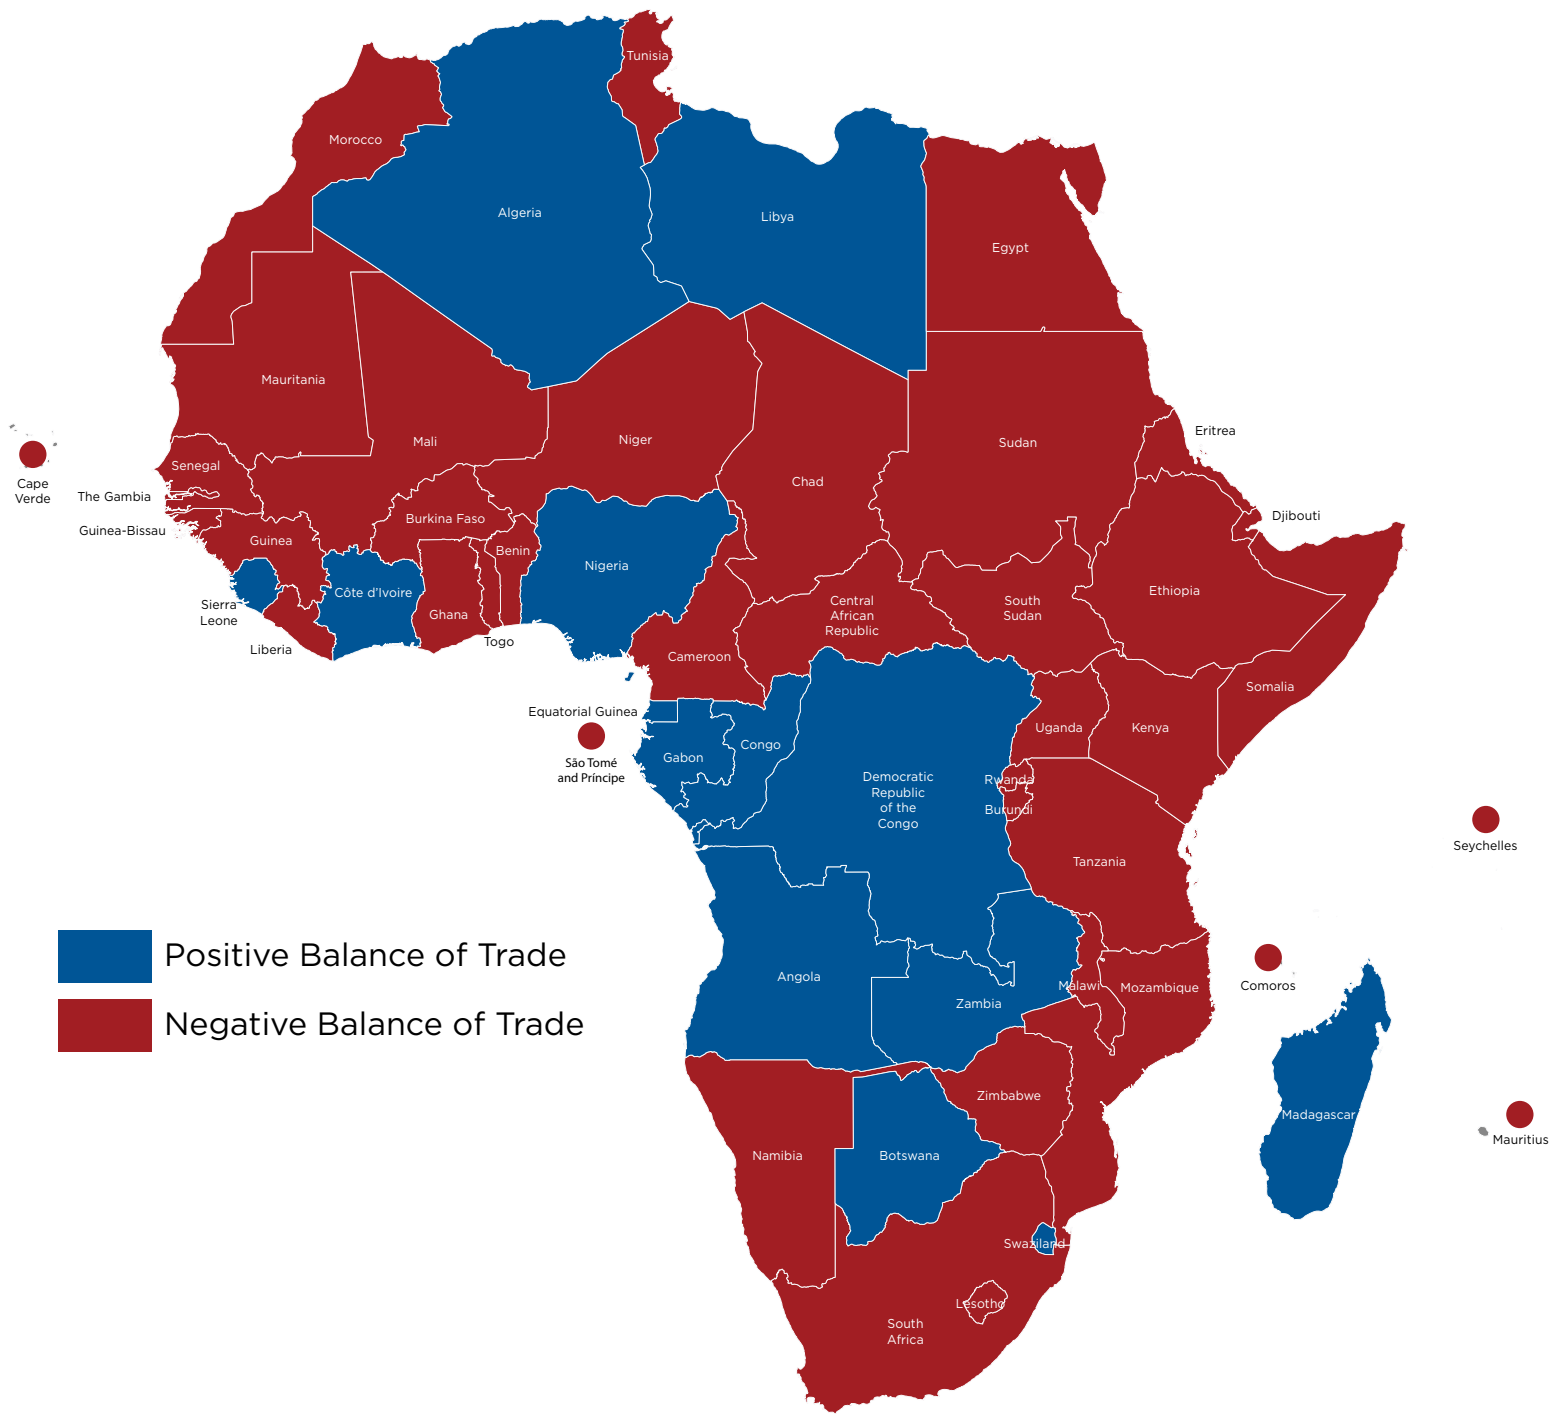 Tunisia
Morocco
Algeria
Libya
Egypt
Mauritania
Mali
Niger
Chad
Sudan
Eritrea
Senegal
Cape
Verde
The Gambia
Guinea-Bissau
Guinea
Burkina Faso
Benin
Djibouti
Nigeria
Côte d'Ivoire
Ghana
Sierra
Leone
Liberia
Togo
Central
African
Republic
South
Sudan
Ethiopia
Cameroon
Somalia
Equatorial Guinea
São Tomé
and Príncipe
Gabon
Congo
Uganda
Kenya
Democratic
Republic
of the
Congo
Rwanda
Burundi
Tanzania
Seychelles
Positive Balance of Trade
Negative Balance of Trade
Angola
Zambia
Malawi
Mozambique
Comoros
Zimbabwe
Madagascar
Mauritius
Namibia
Botswana
Swaziland
Lesotho
South
Africa